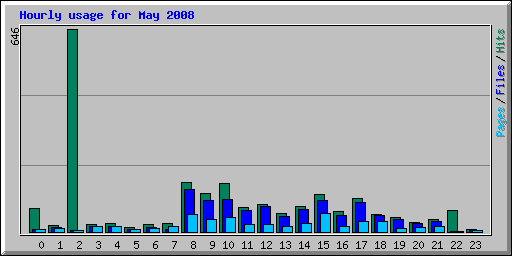 Hourly usage for May 2008
646
Pages/Files/Hits
0 1 2 3 4 5 6 7 8 9 10 11 12 13 14 15 16 17 18 19 20 21 22 23